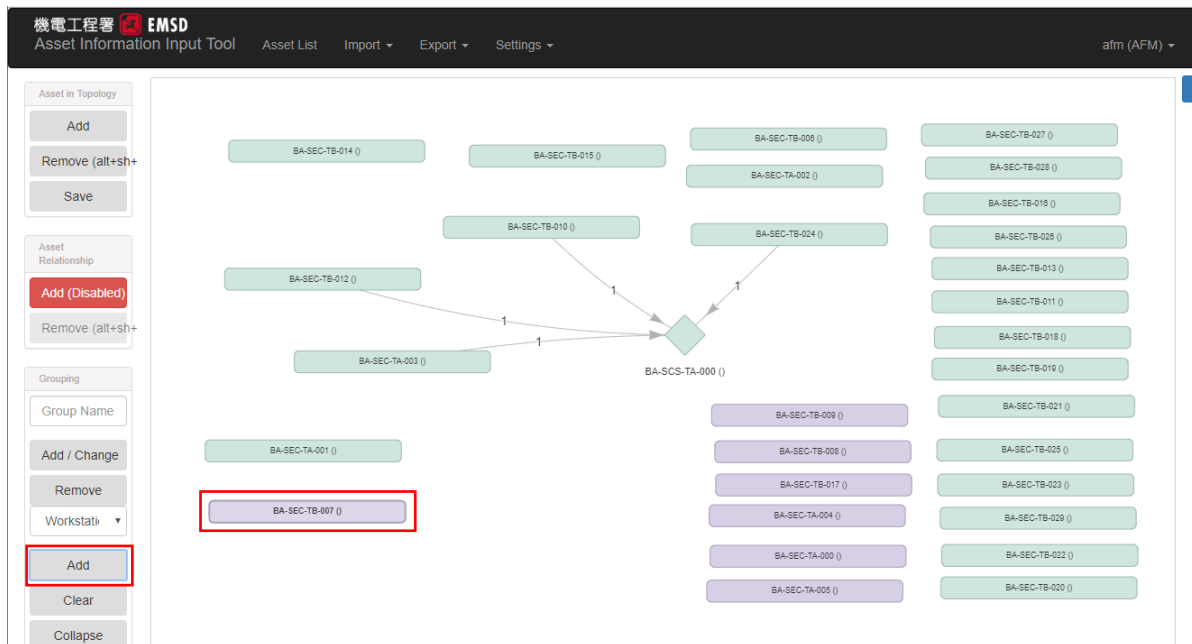 機電工程署 EMSD
Asset Information Input Tool Asset List Import Export Settings afm (AFM)
Asset in Topology
Add
Remove (alt+sh+
Save
Asset
Relationship
Add (Disabled)
Remove (alt+sh+
Grouping
Group Name
Add / Change
Remove
Workstati
Add
Clear
Collapse
BA-SEC-TB-014 ()
BA-SEC-TB-015 ()
BA-SEC-TB-006 ()
BA-SEC-TA-002 ()
BA-SEC-TB-010 ()
BA-SEC-TB-024 ()
BA-SEC-TB-012 ()
1
1
1
1
BA-SEC-TA-003 ()
BA-SCS-TA-000 ()
BA-SEC-TA-001 ()
BA-SEC-TB-007 ()
BA-SEC-TB-009 ()
BA-SEC-TB-008 ()
BA-SEC-TB-017 ()
BA-SEC-TA-004 ()
BA-SEC-TA-000 ()
BA-SEC-TA-005 ()
BA-SEC-TB-027 ()
BA-SEC-TB-028 ()
BA-SEC-TB-016 ()
BA-SEC-TB-026 ()
BA-SEC-TB-013 ()
BA-SEC-TB-011 ()
BA-SEC-TB-018 ()
BA-SEC-TB-019 ()
BA-SEC-TB-021 ()
BA-SEC-TB-025 ()
BA-SEC-TB-023 ()
BA-SEC-TB-029 ()
BA-SEC-TB-022 ()
BA-SEC-TB-020 ()